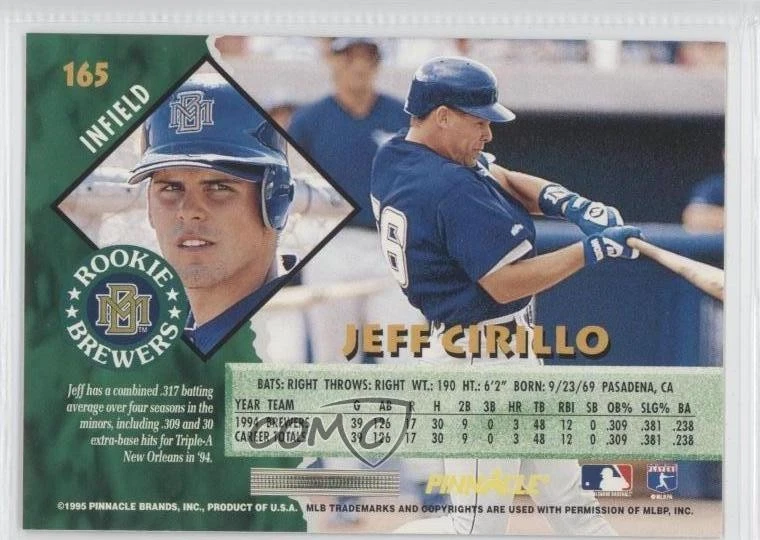 165
INFIELD
ROOKIE
BREWERS
JEFF CIRILLO
Jeff has a combined .317 batting
average over four seasons in the
minors, including .309 and 30
extra-base hits for Triple-A
New Orleans in '94.
BATS: RIGHT THROWS: RIGHT WT.: 190 HT.: 6'2" BORN: 9/23/69 PASADENA, CA
YEAR TEAM G AB R H 2B 3B HR TB RBI SB OB% SLG% BA
1994 BREWERS 39 126 17 30 9 0 3 48 12 0 .309 .381 .238
CAREER TOTALS 39 126 17 30 9 0 3 48 12 0 .309 .381 .238
COMC
PINNACLE
©1995 PINNACLE BRANDS, INC., PRODUCT OF U.S.A. MLB TRADEMARKS AND COPYRIGHTS ARE USED WITH PERMISSION OF MLBP, INC.